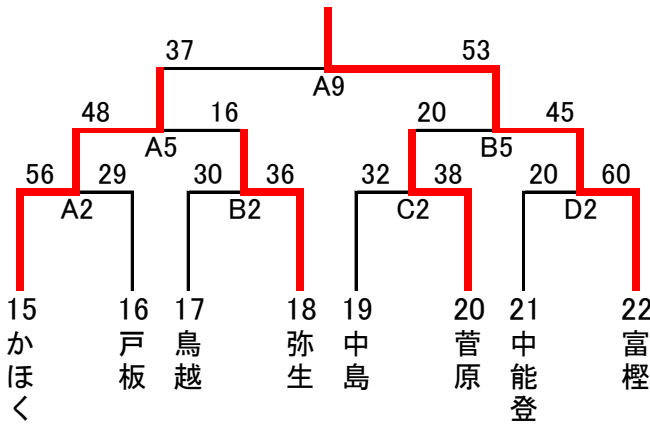 37 53
A9
48 16 20 45
A5 B5
56 29 30 36 32 38 20 60
A2 B2 C2 D2
15 16 17 18 19 20 21 22
かほく
戸板
鳥越
弥生
中島
菅原
中能登
富樫